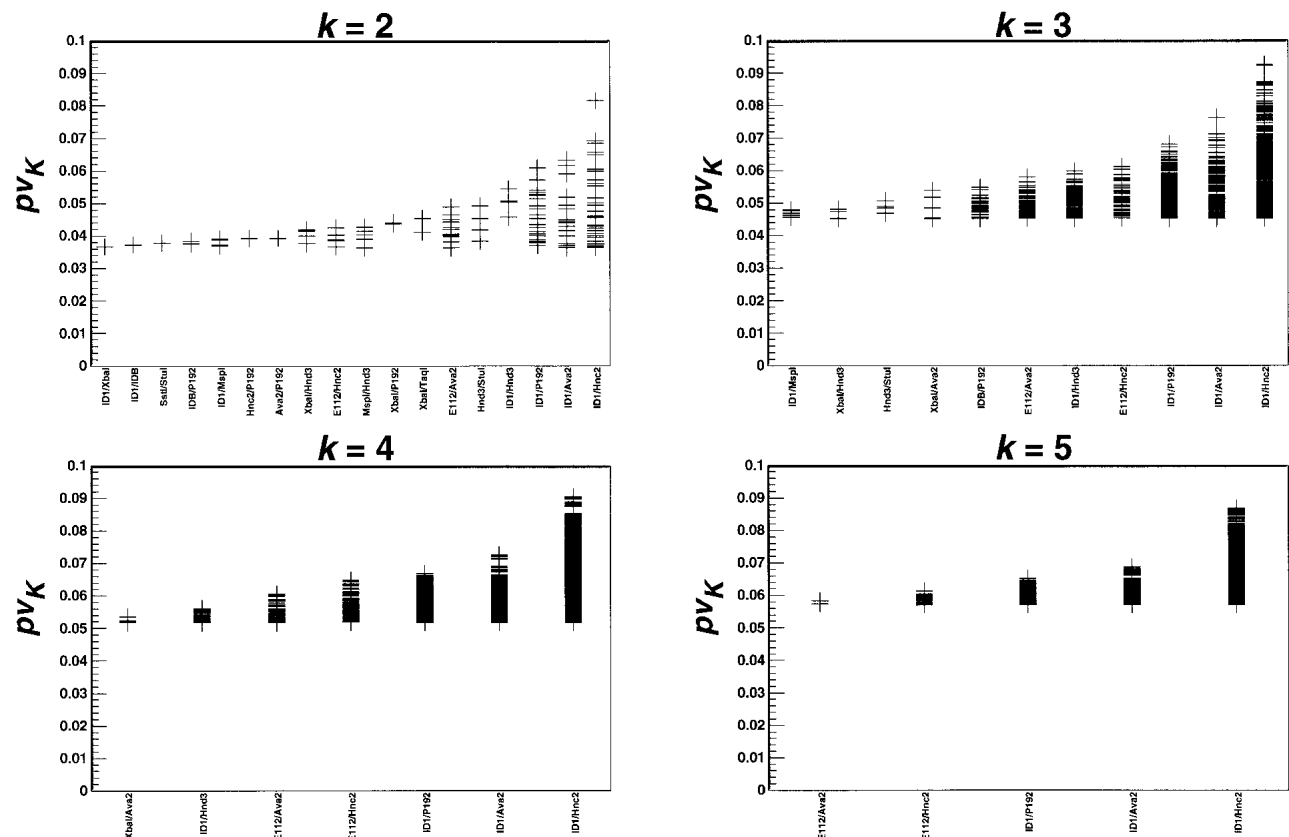 k = 2
pvK
0.1
0.09
0.08
0.07
0.06
0.05
0.04
0.03
0.02
0.01
0
ID1/XbaI
ID1/IDB
SstI/StuI
IDB/P192
ID1/MspI
Hnc2/P192
Ava2/P192
XbaI/Hnd3
E112/Hnc2
MspI/Hnd3
XbaI/P192
XbaI/TaqI
E112/Ava2
Hnd3/StuI
ID1/Hnd3
ID1/P192
ID1/Ava2
ID1/Hnc2
k = 3
pvK
0.1
0.09
0.08
0.07
0.06
0.05
0.04
0.03
0.02
0.01
0
ID1/MspI
XbaI/Hnd3
Hnd3/StuI
XbaI/Ava2
IDB/P192
E112/Ava2
ID1/Hnd3
E112/Hnc2
ID1/P192
ID1/Ava2
ID1/Hnc2
k = 4
pvK
0.1
0.09
0.08
0.07
0.06
0.05
0.04
0.03
0.02
0.01
0
XbaI/Ava2
ID1/Hnd3
E112/Ava2
E112/Hnc2
ID1/P192
ID1/Ava2
ID1/Hnc2
k = 5
pvK
0.1
0.09
0.08
0.07
0.06
0.05
0.04
0.03
0.02
0.01
0
E112/Ava2
E112/Hnc2
ID1/P192
ID1/Ava2
ID1/Hnc2